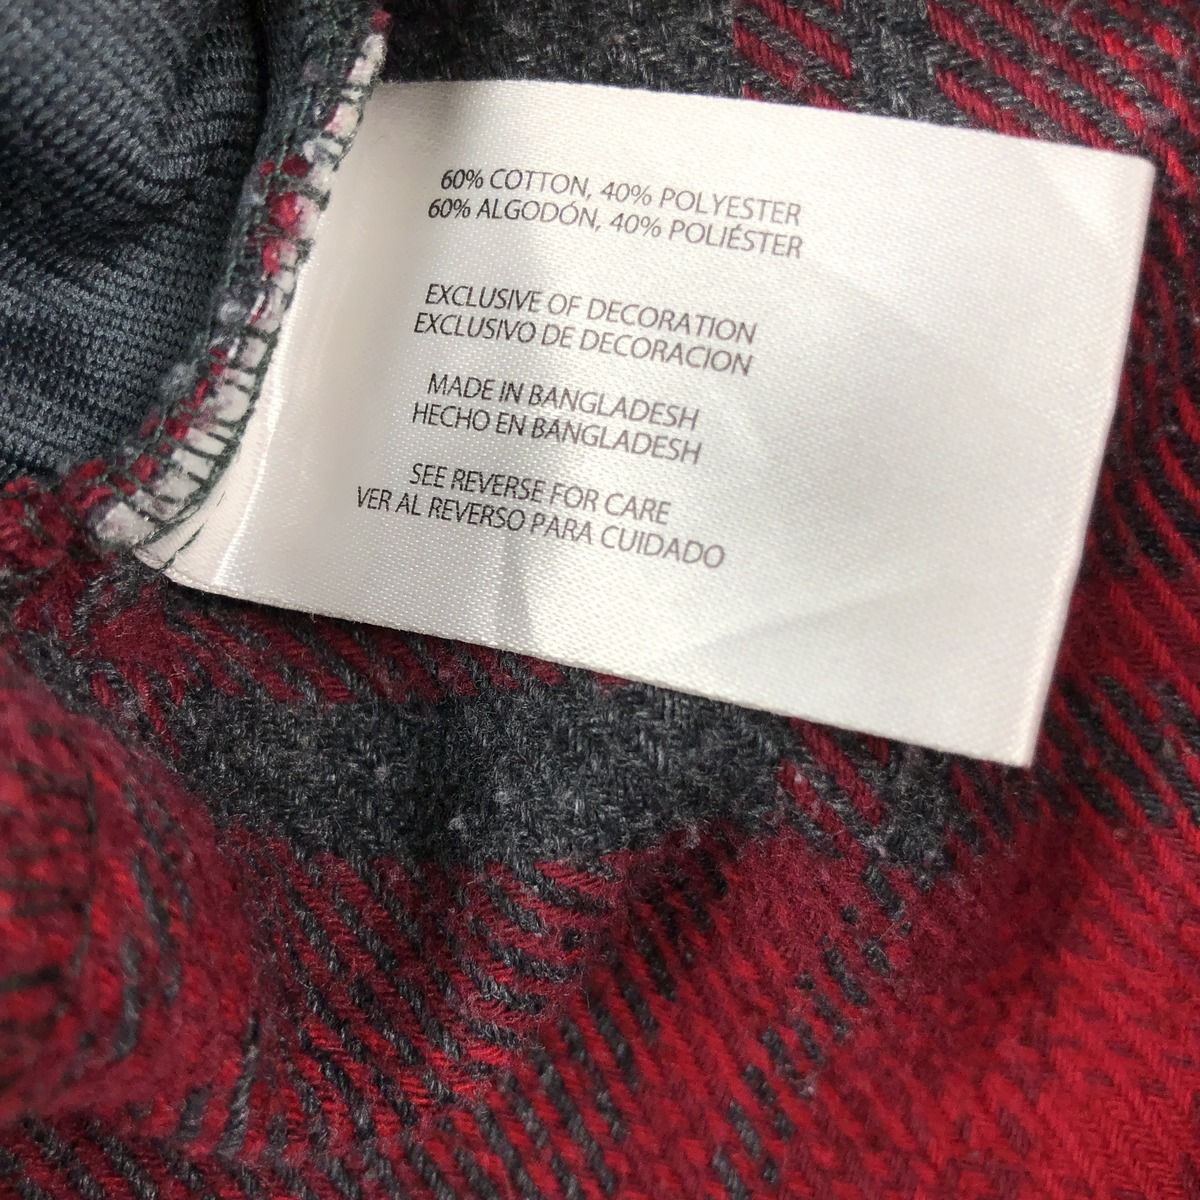 60% COTTON, 40% POLYESTER
60% ALGODÓN, 40% POLIÉSTER
EXCLUSIVE OF DECORATION
EXCLUSIVO DE DECORACION
MADE IN BANGLADESH
HECHO EN BANGLADESH
SEE REVERSE FOR CARE
VER AL REVERSO PARA CUIDADO